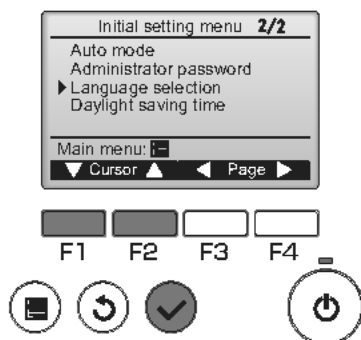 Initial setting menu 2/2
Auto mode
Administrator password
Language selection
Daylight saving time
Main menu:
Cursor Page
F1 F2 F3 F4